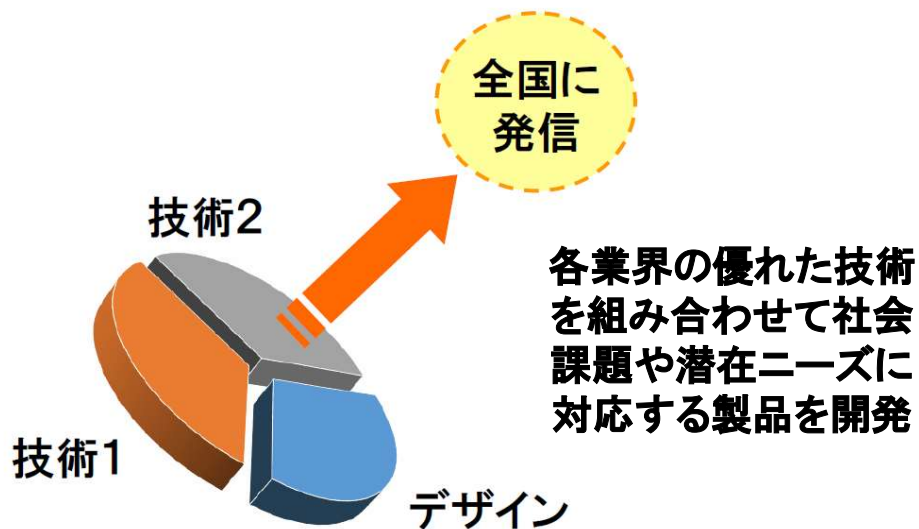 全国に
発信
技術2
各業界の優れた技術
を組み合わせて社会
課題や潜在ニーズに
対応する製品を開発
技術1
デザイン